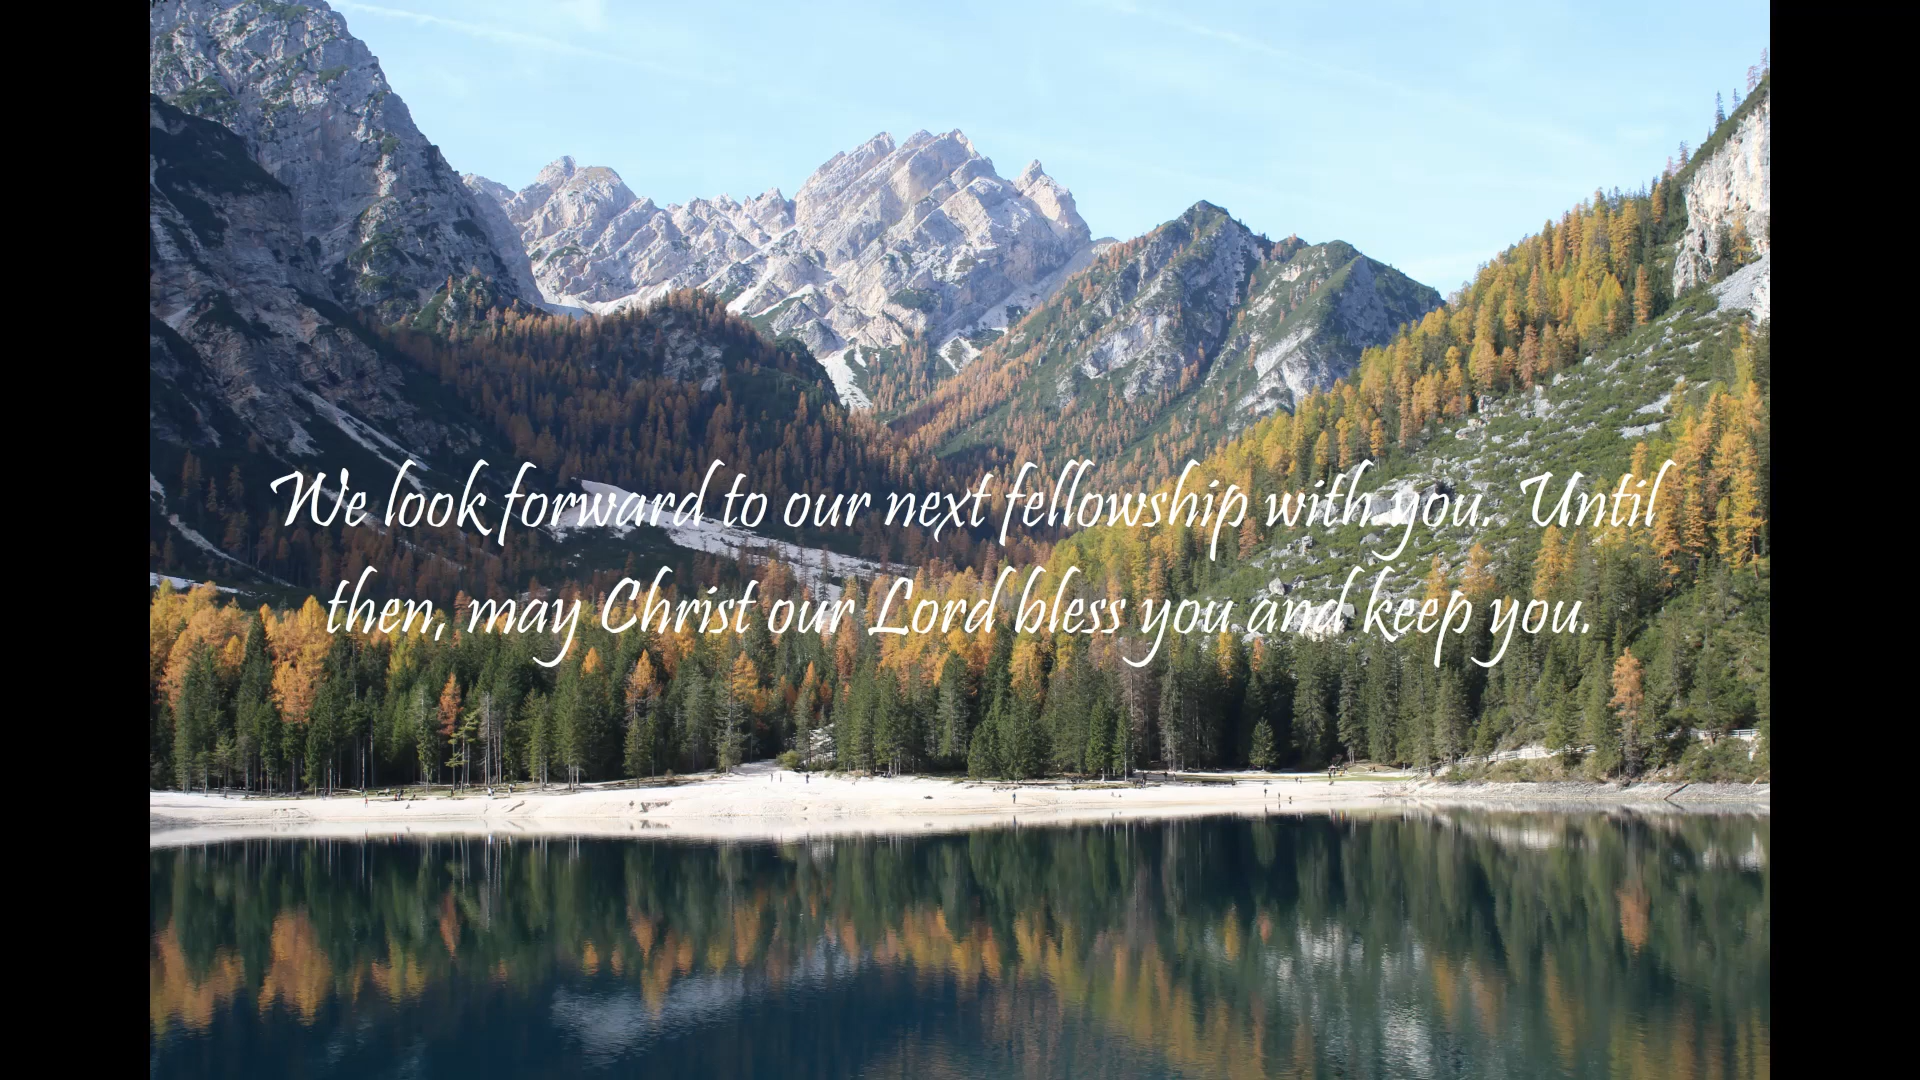 We look forward to our next fellowship with you. Until
then, may Christ our Lord bless you and keep you.